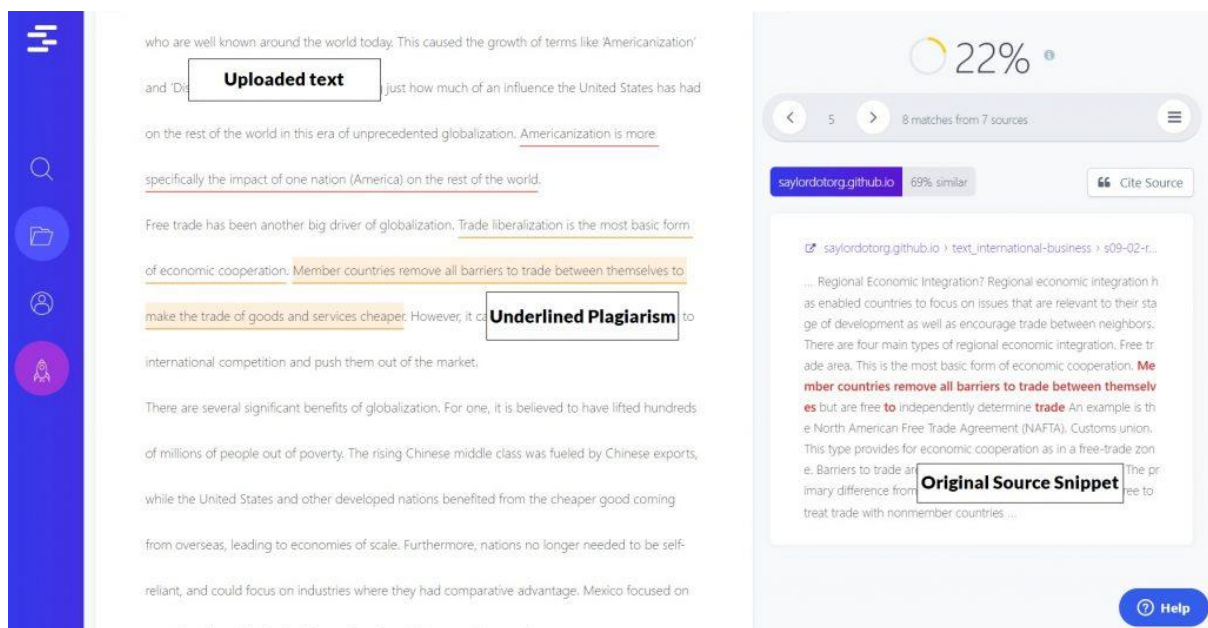 who are well known around the world today. This caused the growth of terms like 'Americanization'
and 'Dis
Uploaded text
just how much of an influence the United States has had
on the rest of the world in this era of unprecedented globalization. Americanization is more
specifically the impact of one nation (America) on the rest of the world.
Free trade has been another big driver of globalization. Trade liberalization is the most basic form
of economic cooperation. Member countries remove all barriers to trade between themselves to
make the trade of goods and services cheaper. However, it ca
Underlined Plagiarism
to
international competition and push them out of the market.
There are several significant benefits of globalization. For one, it is believed to have lifted hundreds
of millions of people out of poverty. The rising Chinese middle class was fueled by Chinese exports,
while the United States and other developed nations benefited from the cheaper good coming
from overseas, leading to economies of scale. Furthermore, nations no longer needed to be self-
reliant, and could focus on industries where they had comparative advantage. Mexico focused on
22%
5
8 matches from 7 sources
saylordotorg.github.io
69% similar
Cite Source
saylordotorg.github.io › text_international-business › s09-02-r...
... Regional Economic Integration? Regional economic integration h
as enabled countries to focus on issues that are relevant to their sta
ge of development as well as encourage trade between neighbors.
There are four main types of regional economic integration. Free tr
ade area. This is the most basic form of economic cooperation. Me
mber countries remove all barriers to trade between themselv
es but are free to independently determine trade An example is th
e North American Free Trade Agreement (NAFTA). Customs union.
This type provides for economic cooperation as in a free-trade zon
e. Barriers to trade are
Original Source Snippet
The pr
imary difference from
ree to
treat trade with nonmember countries ...
Help